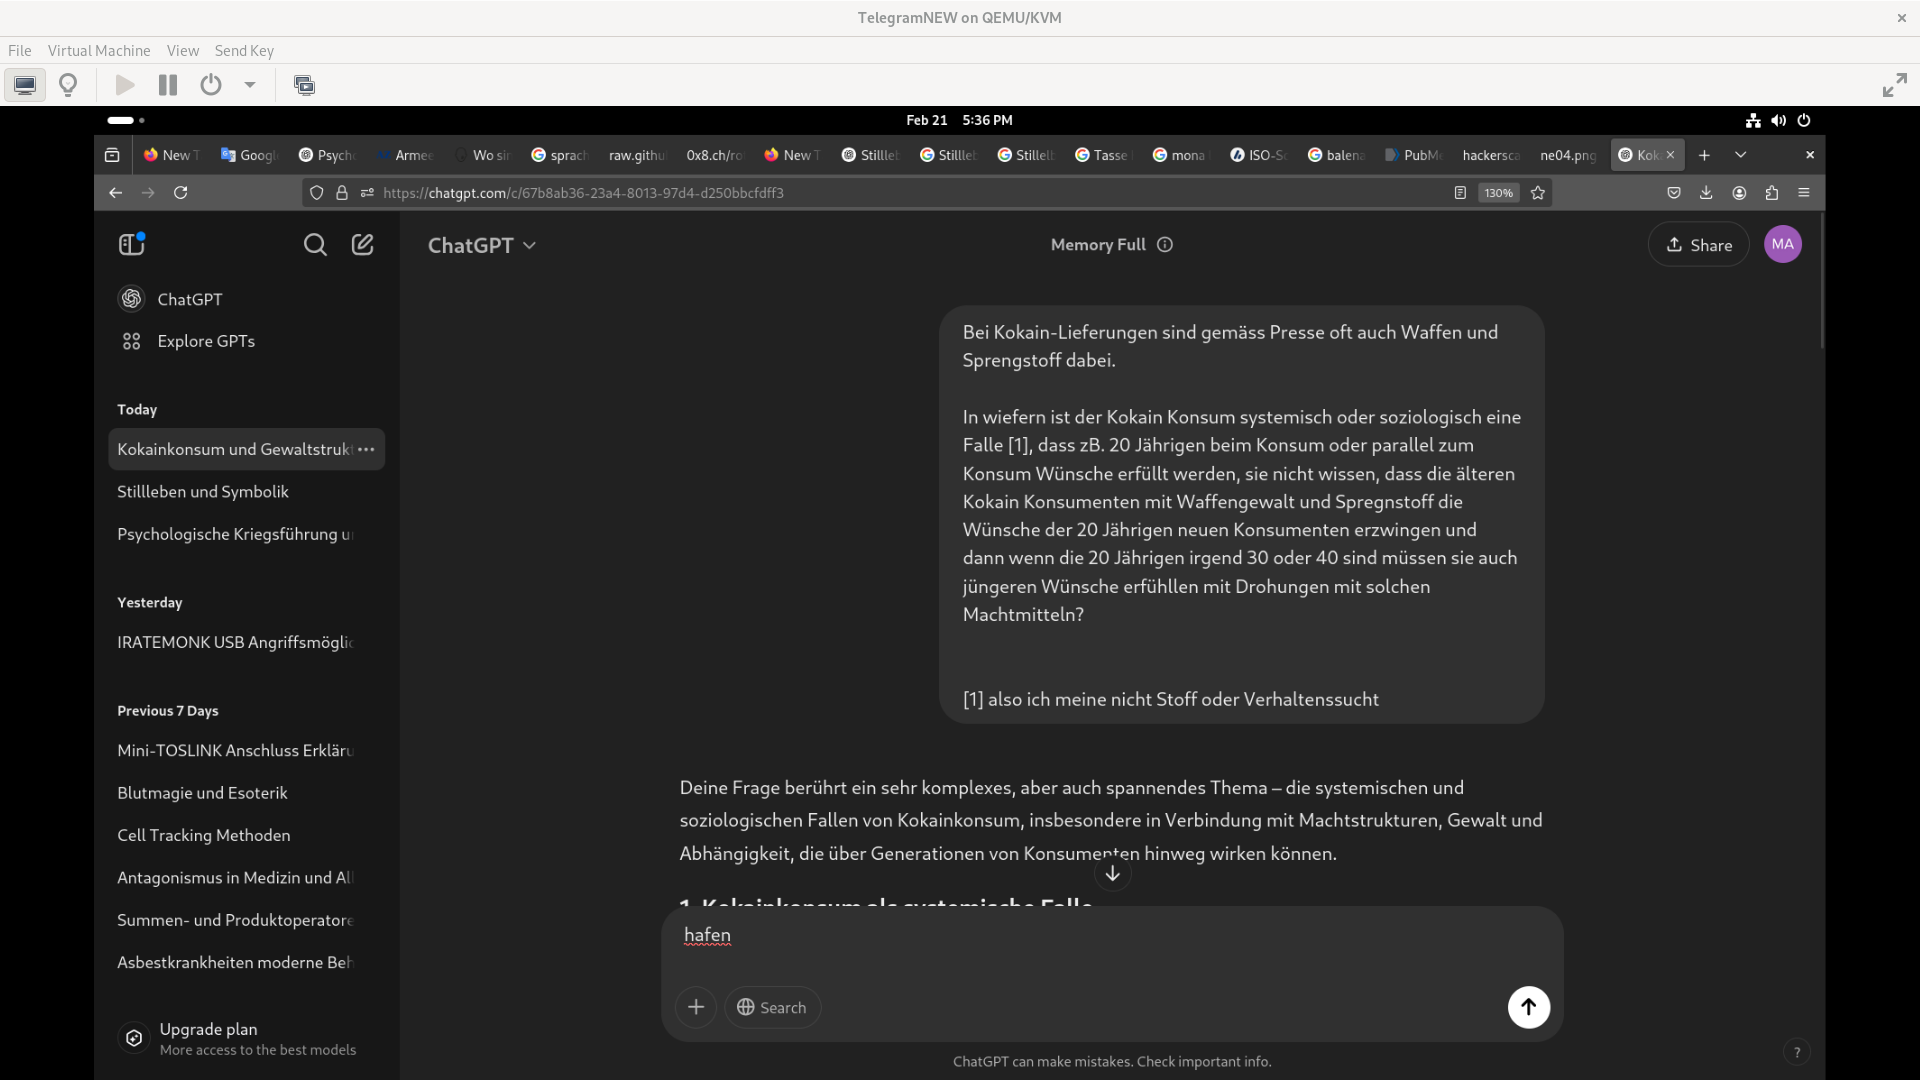 TelegramNEW on QEMU/KVM
File Virtual Machine View Send Key
Feb 21 5:36 PM
New T Googl Psych Armee Wo sin sprach raw.githu 0x8.ch/ro New T Stillleb Stillleb Stillelb Tasse mona ISO-S balena PubMe hackersca ne04.png Kok
https://chatgpt.com/c/67b8ab36-23a4-8013-97d4-d250bbcfdff3 130%
ChatGPT
Memory Full
Share
MA
ChatGPT
Explore GPTs
Today
Kokainkonsum und Gewaltstruk
Stillleben und Symbolik
Psychologische Kriegsführung u
Yesterday
IRATEMONK USB Angriffsmöglic
Previous 7 Days
Mini-TOSLINK Anschluss Erkläru
Blutmagie und Esoterik
Cell Tracking Methoden
Antagonismus in Medizin und Al
Summen- und Produktoperatore
Asbestkrankheiten moderne Beh
Upgrade plan
More access to the best models
Bei Kokain-Lieferungen sind gemäss Presse oft auch Waffen und
Sprengstoff dabei.
In wiefern ist der Kokain Konsum systemisch oder soziologisch eine
Falle [1], dass zB. 20 Jährigen beim Konsum oder parallel zum
Konsum Wünsche erfüllt werden, sie nicht wissen, dass die älteren
Kokain Konsumenten mit Waffengewalt und Spregnstoff die
Wünsche der 20 Jährigen neuen Konsumenten erzwingen und
dann wenn die 20 Jährigen irgend 30 oder 40 sind müssen sie auch
jüngeren Wünsche erfühllen mit Drohungen mit solchen
Machtmitteln?
[1] also ich meine nicht Stoff oder Verhaltenssucht
Deine Frage berührt ein sehr komplexes, aber auch spannendes Thema – die systemischen und
soziologischen Fallen von Kokainkonsum, insbesondere in Verbindung mit Machtstrukturen, Gewalt und
Abhängigkeit, die über Generationen von Konsumenten hinweg wirken können.
1. Kokainkonsum als systemische Falle
hafen
Search
ChatGPT can make mistakes. Check important info.
?